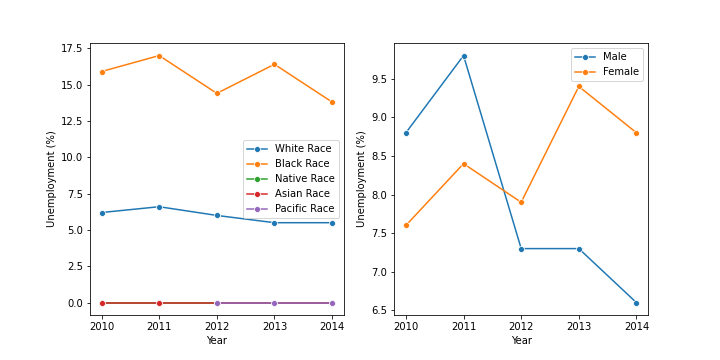 17.5
15.0
12.5
10.0
7.5
5.0
2.5
0.0
Unemployment (%)
White Race
Black Race
Native Race
Asian Race
Pacific Race
2010 2011 2012 2013 2014
Year
9.5
9.0
8.5
8.0
7.5
7.0
6.5
Unemployment (%)
Male
Female
2010 2011 2012 2013 2014
Year